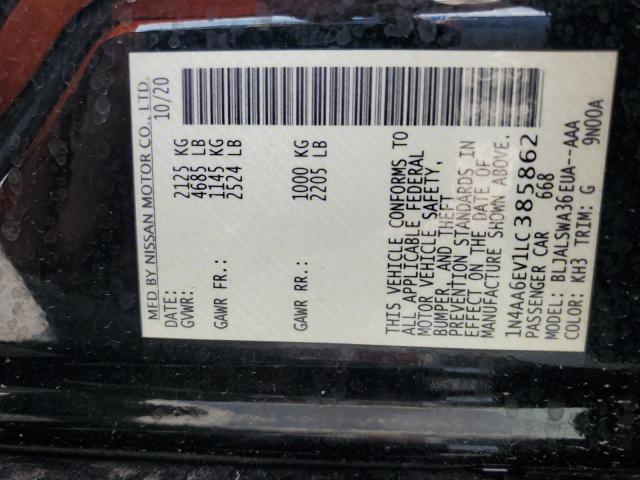 MFD BY NISSAN MOTOR CO., LTD.
DATE: 10/20
GVWR: 2125 KG
4685 LB
GAWR FR.: 1145 KG
2524 LB
GAWR RR.: 1000 KG
2205 LB
THIS VEHICLE CONFORMS TO
ALL APPLICABLE FEDERAL
MOTOR VEHICLE SAFETY,
BUMPER, AND THEFT
PREVENTION STANDARDS IN
EFFECT ON THE DATE OF
MANUFACTURE SHOWN ABOVE.
1N4AA6EV1LC385862
PASSENGER CAR 668
MODEL: BLJALSWA36EUA---AAA
COLOR: KH3 TRIM: G 9N00A